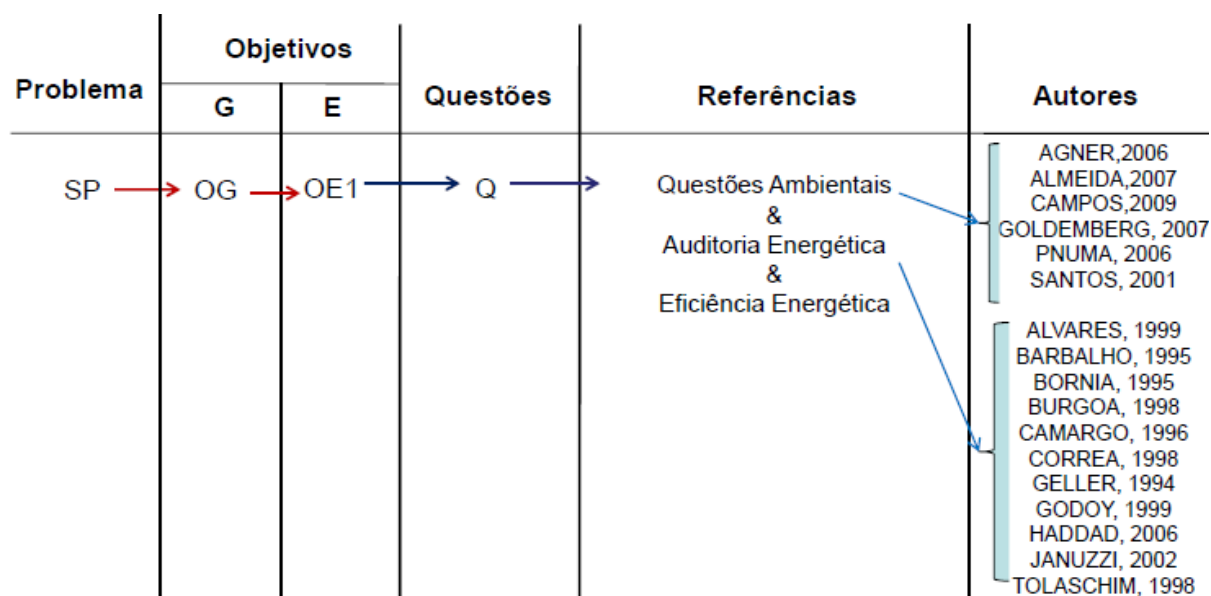 Problema
Objetivos
G
E
Questões
Referências
Autores
SP
OG
OE1
Q
Questões Ambientais
&
Auditoria Energética
&
Eficiência Energética
AGNER,2006
ALMEIDA,2007
CAMPOS,2009
GOLDEMBERG, 2007
PNUMA, 2006
SANTOS, 2001
ALVARES, 1999
BARBALHO, 1995
BORNIA, 1995
BURGOA, 1998
CAMARGO, 1996
CORREA, 1998
GELLER, 1994
GODOY, 1999
HADDAD, 2006
JANUZZI, 2002
TOLASCHIM, 1998